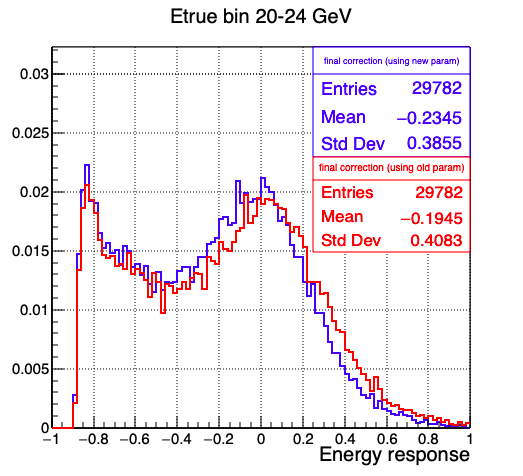 Etrue bin 20-24 GeV
final correction (using new param)
Entries 29782
Mean −0.2345
Std Dev 0.3855
final correction (using old param)
Entries 29782
Mean −0.1945
Std Dev 0.4083
0.03
0.025
0.02
0.015
0.01
0.005
0
−1 −0.8 −0.6 −0.4 −0.2 0 0.2 0.4 0.6 0.8 1
Energy response